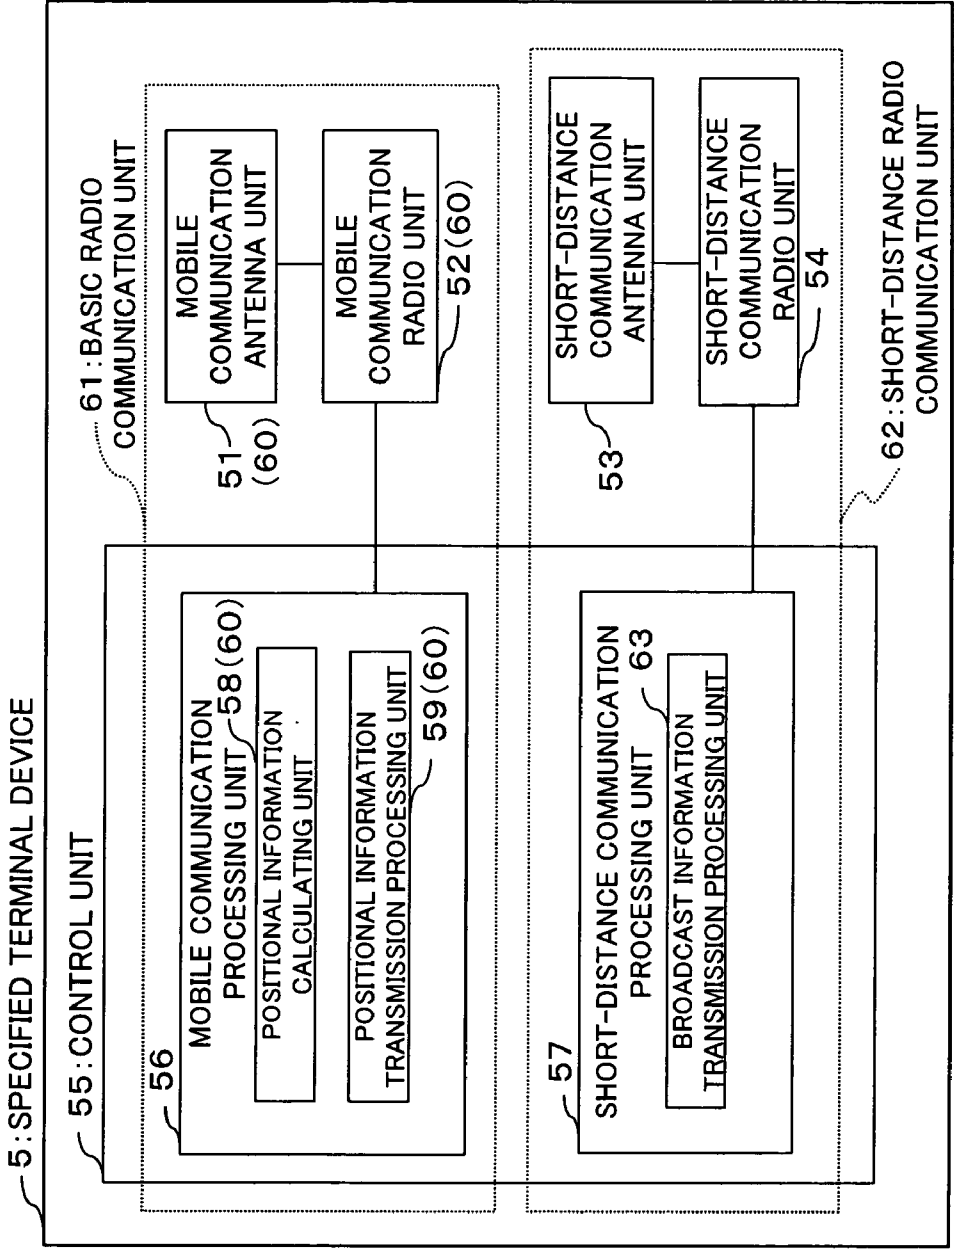 5:SPECIFIED TERMINAL DEVICE
55:CONTROL UNIT
61:BASIC RADIO
COMMUNICATION UNIT
56
MOBILE COMMUNICATION
PROCESSING UNIT
58(60)
POSITIONAL INFORMATION
CALCULATING UNIT
POSITIONAL INFORMATION
TRANSMISSION PROCESSING UNIT
59(60)
51
(60)
MOBILE
COMMUNICATION
ANTENNA UNIT
MOBILE
COMMUNICATION
RADIO UNIT
52(60)
57
SHORT-DISTANCE COMMUNICATION
PROCESSING UNIT
63
BROADCAST INFORMATION
TRANSMISSION PROCESSING UNIT
53
SHORT-DISTANCE
COMMUNICATION
ANTENNA UNIT
SHORT-DISTANCE
COMMUNICATION
RADIO UNIT
54
62:SHORT-DISTANCE RADIO
COMMUNICATION UNIT